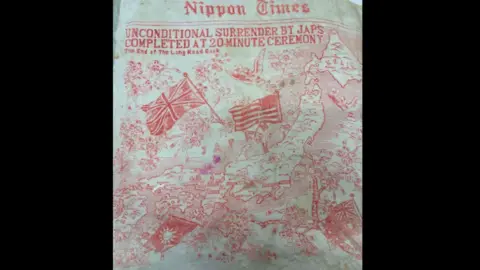 Nippon Times
UNCONDITIONAL SURRENDER BY JAPS
COMPLETED AT 20-MINUTE CEREMONY
The End of The Long Road Back